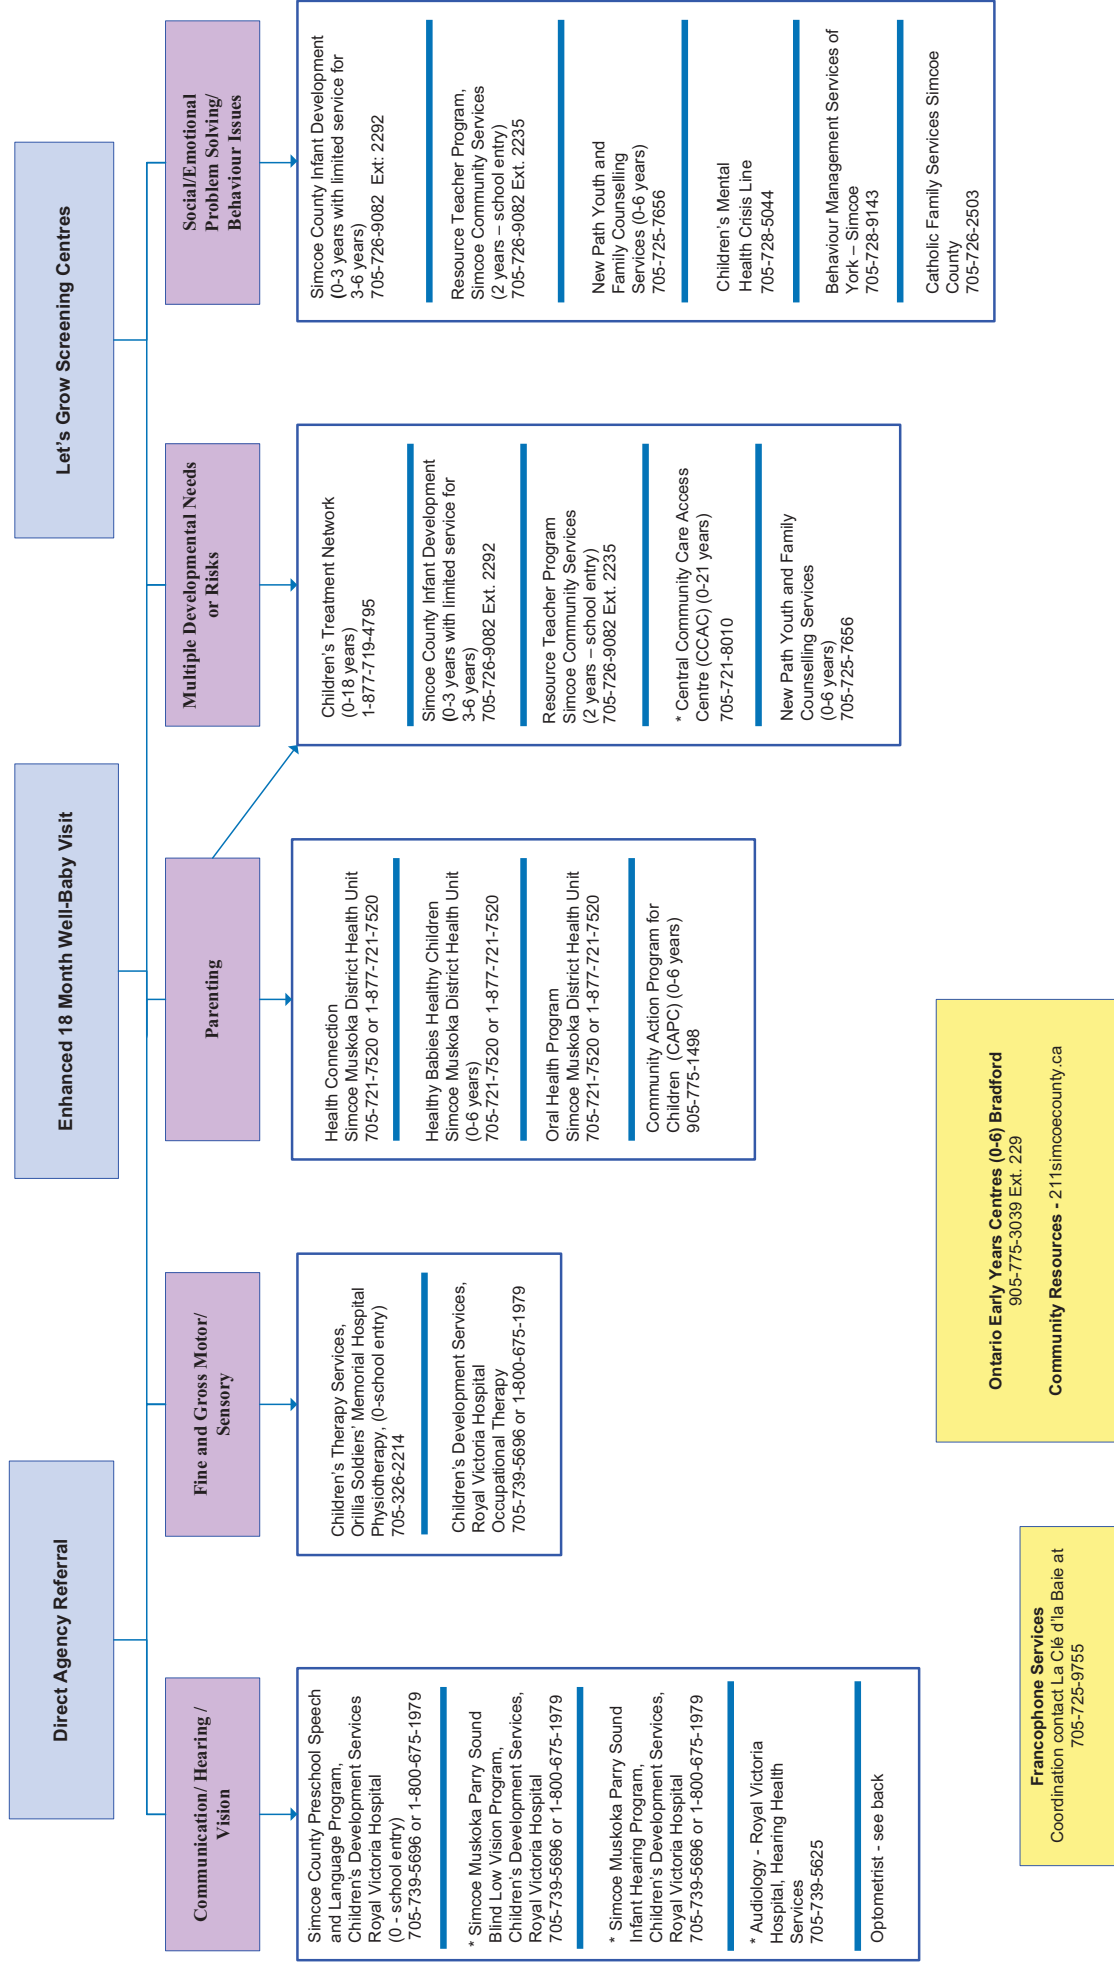 Direct Agency Referral
Enhanced 18 Month Well-Baby Visit
Let's Grow Screening Centres
Communication/ Hearing /
Vision
Simcoe County Preschool Speech
and Language Program,
Children's Development Services
Royal Victoria Hospital
(0 - school entry)
705-739-5696 or 1-800-675-1979
* Simcoe Muskoka Parry Sound
Blind Low Vision Program,
Children's Development Services,
Royal Victoria Hospital
705-739-5696 or 1-800-675-1979
* Simcoe Muskoka Parry Sound
Infant Hearing Program,
Children's Development Services,
Royal Victoria Hospital
705-739-5696 or 1-800-675-1979
* Audiology - Royal Victoria
Hospital, Hearing Health
Services
705-739-5625
Optometrist - see back
Fine and Gross Motor/
Sensory
Children's Therapy Services,
Orillia Soldiers' Memorial Hospital
Physiotherapy, (0-school entry)
705-326-2214
Children's Development Services,
Royal Victoria Hospital
Occupational Therapy
705-739-5696 or 1-800-675-1979
Parenting
Health Connection
Simcoe Muskoka District Health Unit
705-721-7520 or 1-877-721-7520
Healthy Babies Healthy Children
Simcoe Muskoka District Health Unit
(0-6 years)
705-721-7520 or 1-877-721-7520
Oral Health Program
Simcoe Muskoka District Health Unit
705-721-7520 or 1-877-721-7520
Community Action Program for
Children  (CAPC) (0-6 years)
905-775-1498
Multiple Developmental Needs
or Risks
Children's Treatment Network
(0-18 years)
1-877-719-4795
Simcoe County Infant Development
(0-3 years with limited service for
3-6 years)
705-726-9082 Ext. 2292
Resource Teacher Program
Simcoe Community Services
(2 years – school entry)
705-726-9082 Ext. 2235
* Central Community Care Access
Centre (CCAC) (0-21 years)
705-721-8010
New Path Youth and Family
Counselling Services
(0-6 years)
705-725-7656
Social/Emotional
Problem Solving/
Behaviour Issues
Simcoe County Infant Development
(0-3 years with limited service for
3-6 years)
705-726-9082  Ext: 2292
Resource Teacher Program,
Simcoe Community Services
(2 years – school entry)
705-726-9082 Ext. 2235
New Path Youth and
Family Counselling
Services (0-6 years)
705-725-7656
Children's Mental
Health Crisis Line
705-728-5044
Behaviour Management Services of
York – Simcoe
705-728-9143
Catholic Family Services Simcoe
County
705-726-2503
Francophone Services
Coordination contact La Clé d'la Baie at
705-725-9755
Ontario Early Years Centres (0-6) Bradford
905-775-3039 Ext. 229
Community Resources - 211simcoecounty.ca